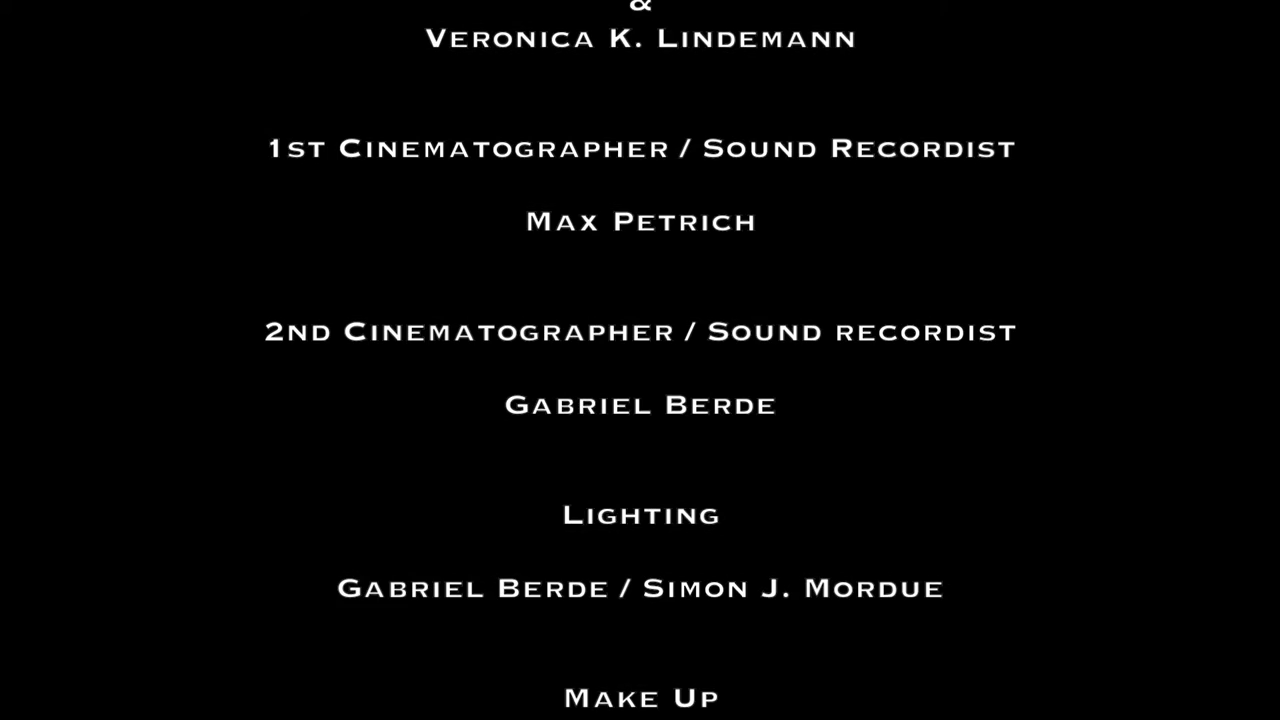 &
Veronica K. Lindemann
1st Cinematographer / Sound Recordist
Max Petrich
2nd Cinematographer / Sound recordist
Gabriel Berde
Lighting
Gabriel Berde / Simon J. Mordue
Make Up